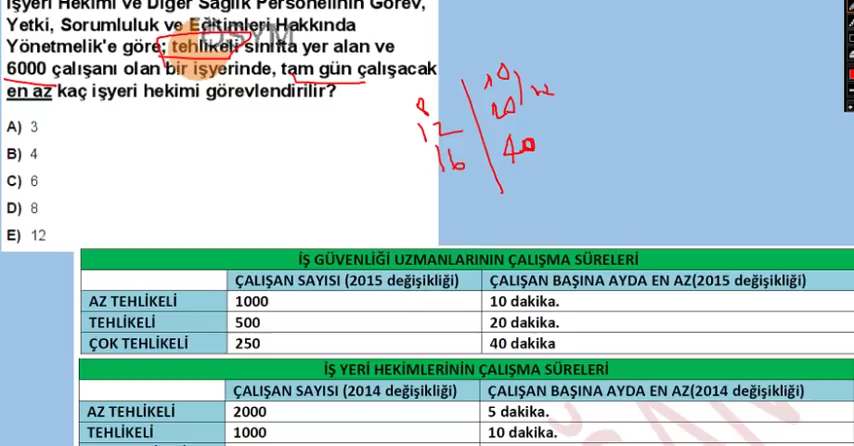 İşyeri Hekimi ve Diğer Sağlık Personelinin Görev,
Yetki, Sorumluluk ve Eğitimleri Hakkında
Yönetmelik'e göre; tehlikeli sınıfta yer alan ve
6000 çalışanı olan bir işyerinde, tam gün çalışacak
en az kaç işyeri hekimi görevlendirilir?
A) 3
B) 4
C) 6
D) 8
E) 12
ÖSYM
8
12
16
10
20
40
İŞ GÜVENLİĞİ UZMANLARININ ÇALIŞMA SÜRELERİ
ÇALIŞAN SAYISI (2015 değişikliği) ÇALIŞAN BAŞINA AYDA EN AZ(2015 değişikliği)
AZ TEHLİKELİ 1000 10 dakika.
TEHLİKELİ 500 20 dakika.
ÇOK TEHLİKELİ 250 40 dakika
İŞ YERİ HEKİMLERİNİN ÇALIŞMA SÜRELERİ
ÇALIŞAN SAYISI (2014 değişikliği) ÇALIŞAN BAŞINA AYDA EN AZ(2014 değişikliği)
AZ TEHLİKELİ 2000 5 dakika.
TEHLİKELİ 1000 10 dakika.